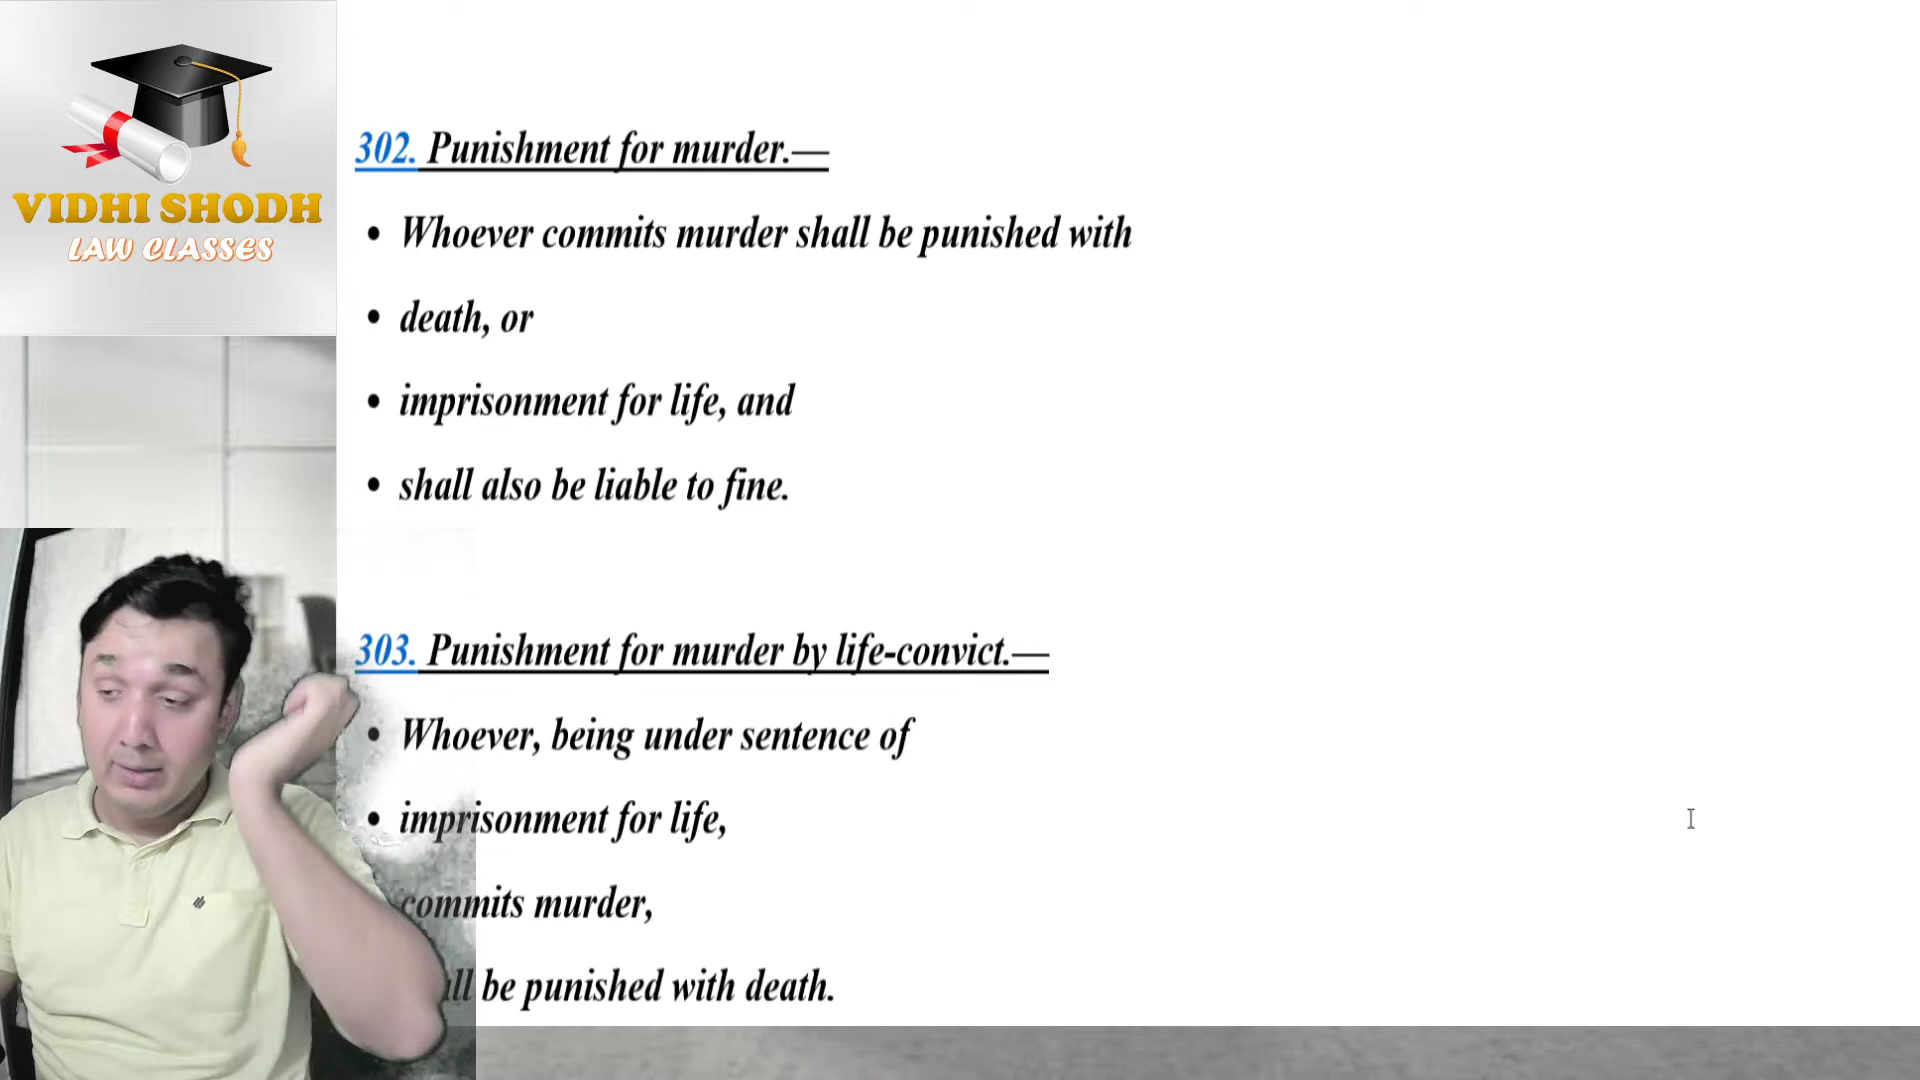 VIDHI SHODH
LAW CLASSES
302. Punishment for murder.—
• Whoever commits murder shall be punished with
• death, or
• imprisonment for life, and
• shall also be liable to fine.
303. Punishment for murder by life-convict.—
• Whoever, being under sentence of
• imprisonment for life,
commits murder,
be punished with death.